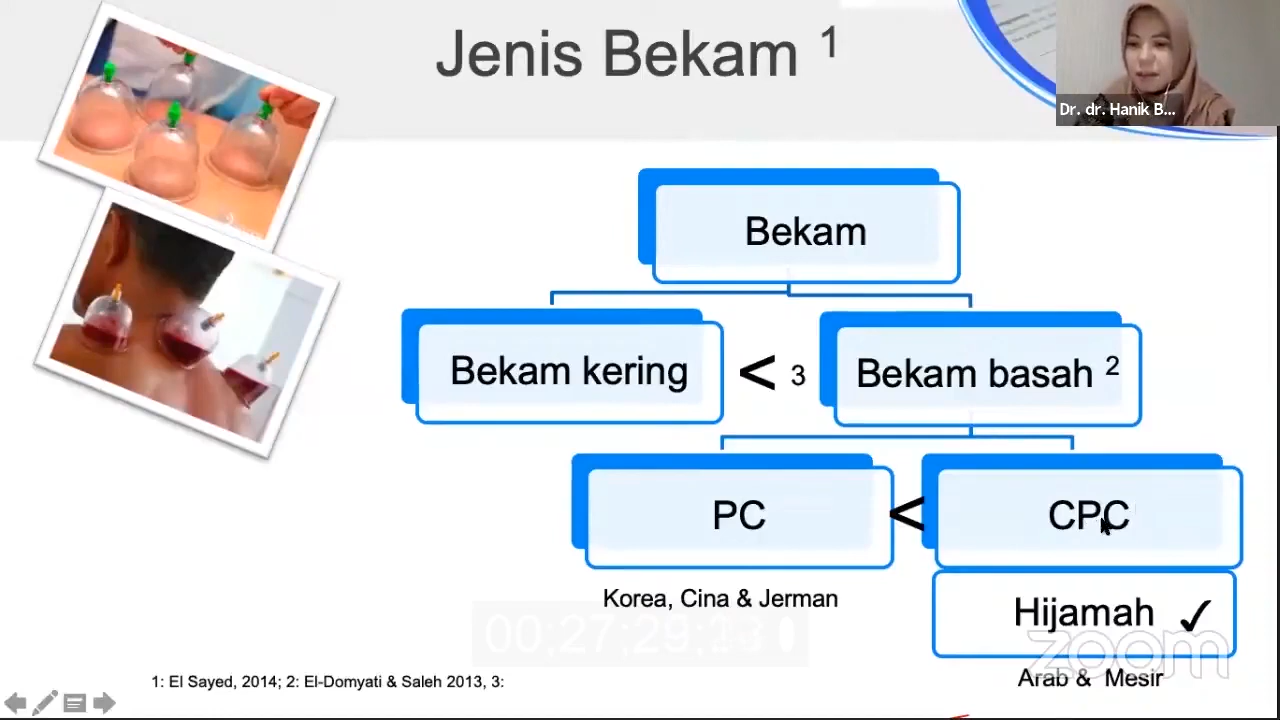 Jenis Bekam ¹
Dr. dr. Hanik B...
Bekam
Bekam kering < 3 Bekam basah ²
PC < CPC
Korea, Cina & Jerman
Hijamah ✓
zoom
Arab & Mesir
1: El Sayed, 2014; 2: El-Domyati & Saleh 2013, 3: